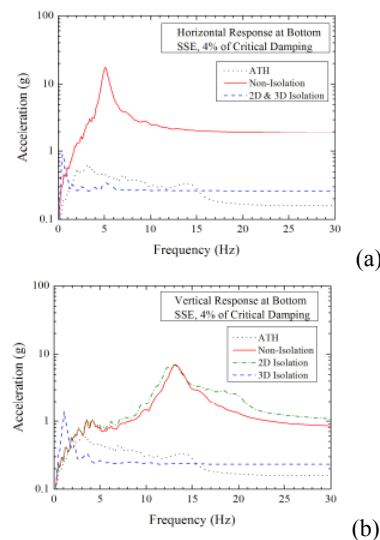 Horizontal Response at Bottom
SSE, 4% of Critical Damping
ATH
Non-Isolation
2D & 3D Isolation
100
10
1
0.1
Acceleration (g)
0 5 10 15 20 25 30
Frequency (Hz)
(a)
Vertical Response at Bottom
SSE, 4% of Critical Damping
ATH
Non-Isolation
2D Isolation
3D Isolation
100
10
1
0.1
Acceleration (g)
0 5 10 15 20 25 30
Frequency (Hz)
(b)